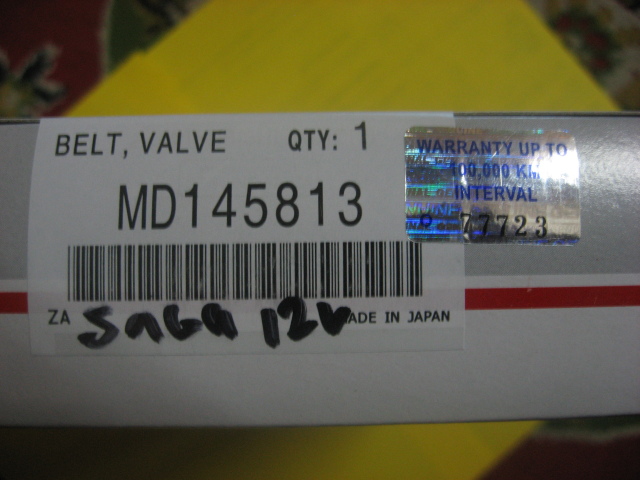 BELT, VALVE QTY: 1
MD145813
WARRANTY UP TO
100,000 KM
INTERVAL
77723
ZA SAGA 12V ADE IN JAPAN